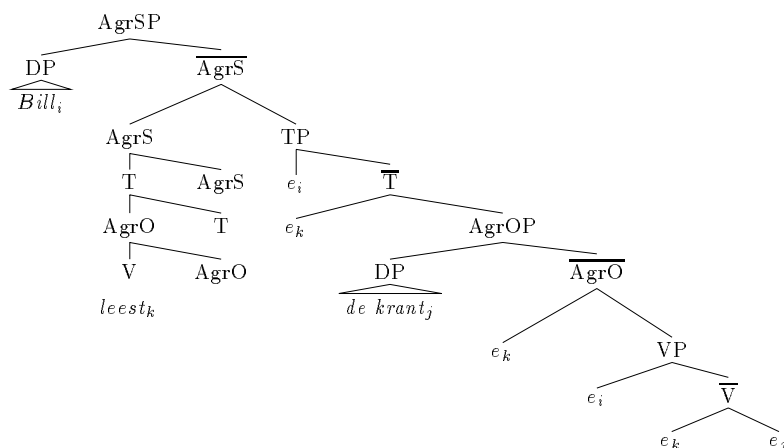 AgrSP
DP AgrS
Bill_i
AgrS TP
T AgrS e_i T
AgrO T e_k AgrOP
V AgrO DP AgrO
leest_k de krant_j
e_k VP
e_i V
e_k e